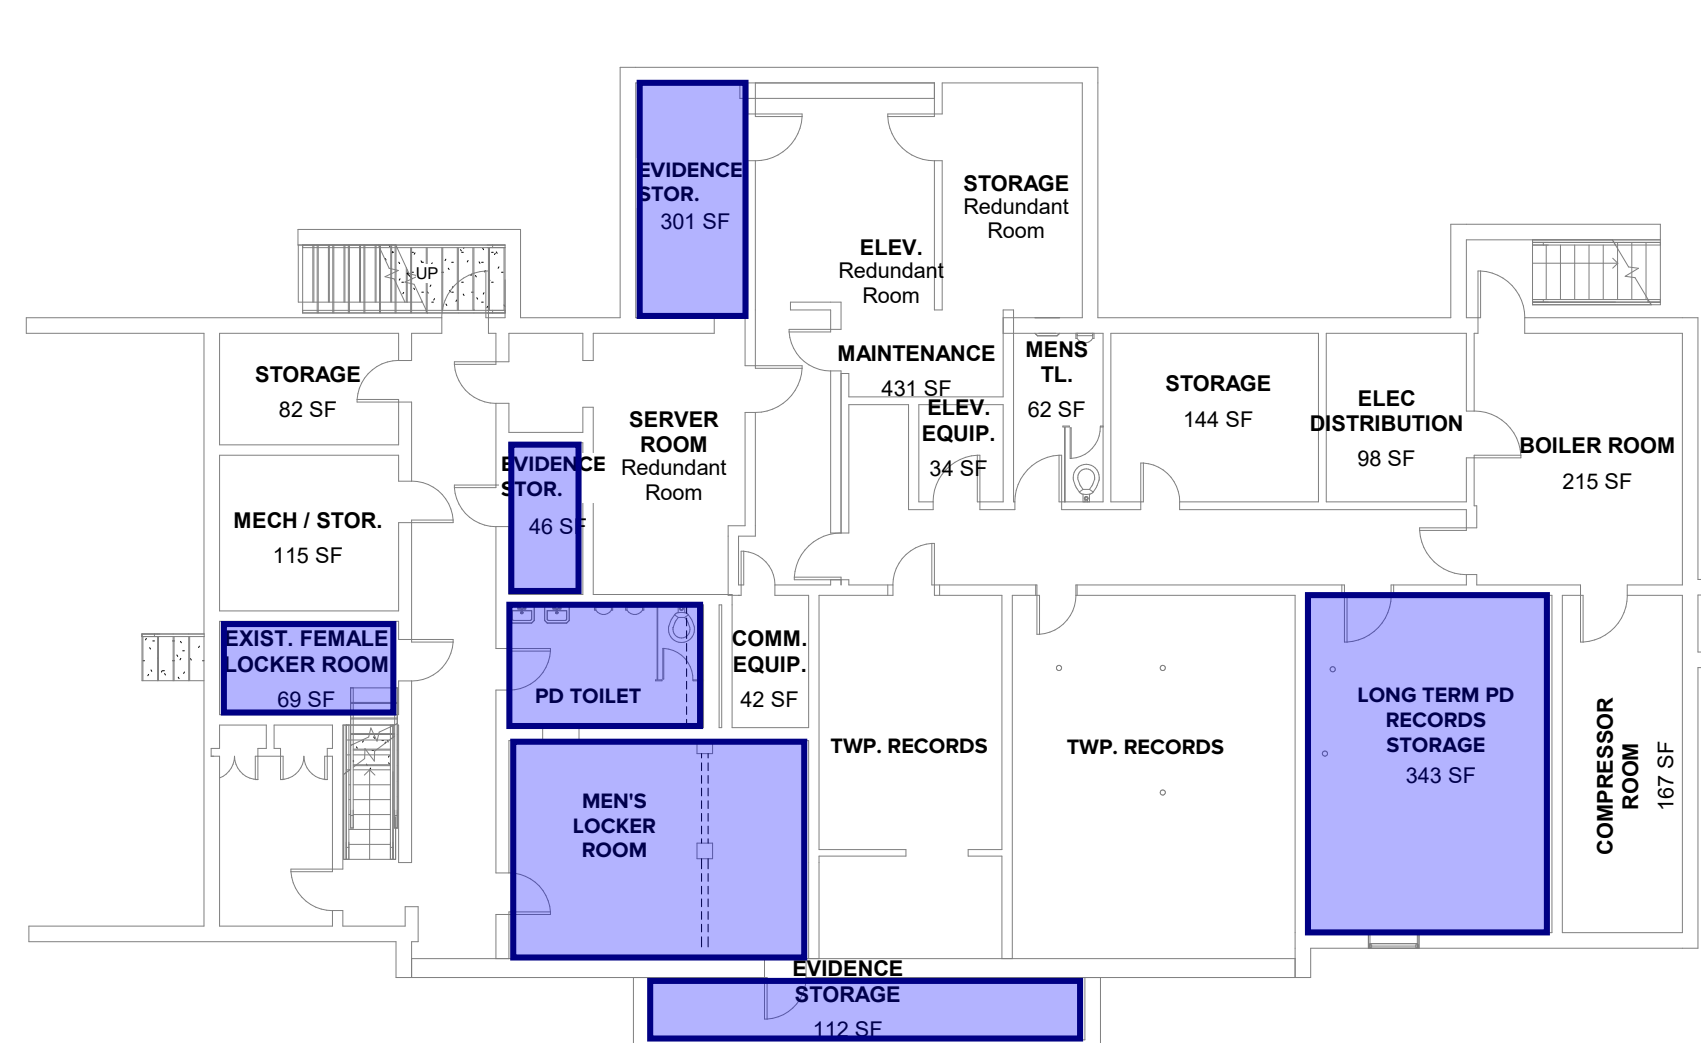 EVIDENCE
STOR.
301 SF
STORAGE
Redundant
Room
ELEV.
Redundant
Room
UP
STORAGE
82 SF
MAINTENANCE
431 SF
MENS
TL.
62 SF
STORAGE
144 SF
ELEC
DISTRIBUTION
98 SF
BOILER ROOM
215 SF
ELEV.
EQUIP.
34 SF
SERVER
ROOM
Redundant
Room
EVIDENCE
STOR.
46 SF
MECH / STOR.
115 SF
EXIST. FEMALE
LOCKER ROOM
69 SF
PD TOILET
COMM.
EQUIP.
42 SF
TWP. RECORDS
TWP. RECORDS
LONG TERM PD
RECORDS
STORAGE
343 SF
COMPRESSOR
ROOM
167 SF
MEN'S
LOCKER
ROOM
EVIDENCE
STORAGE
112 SF